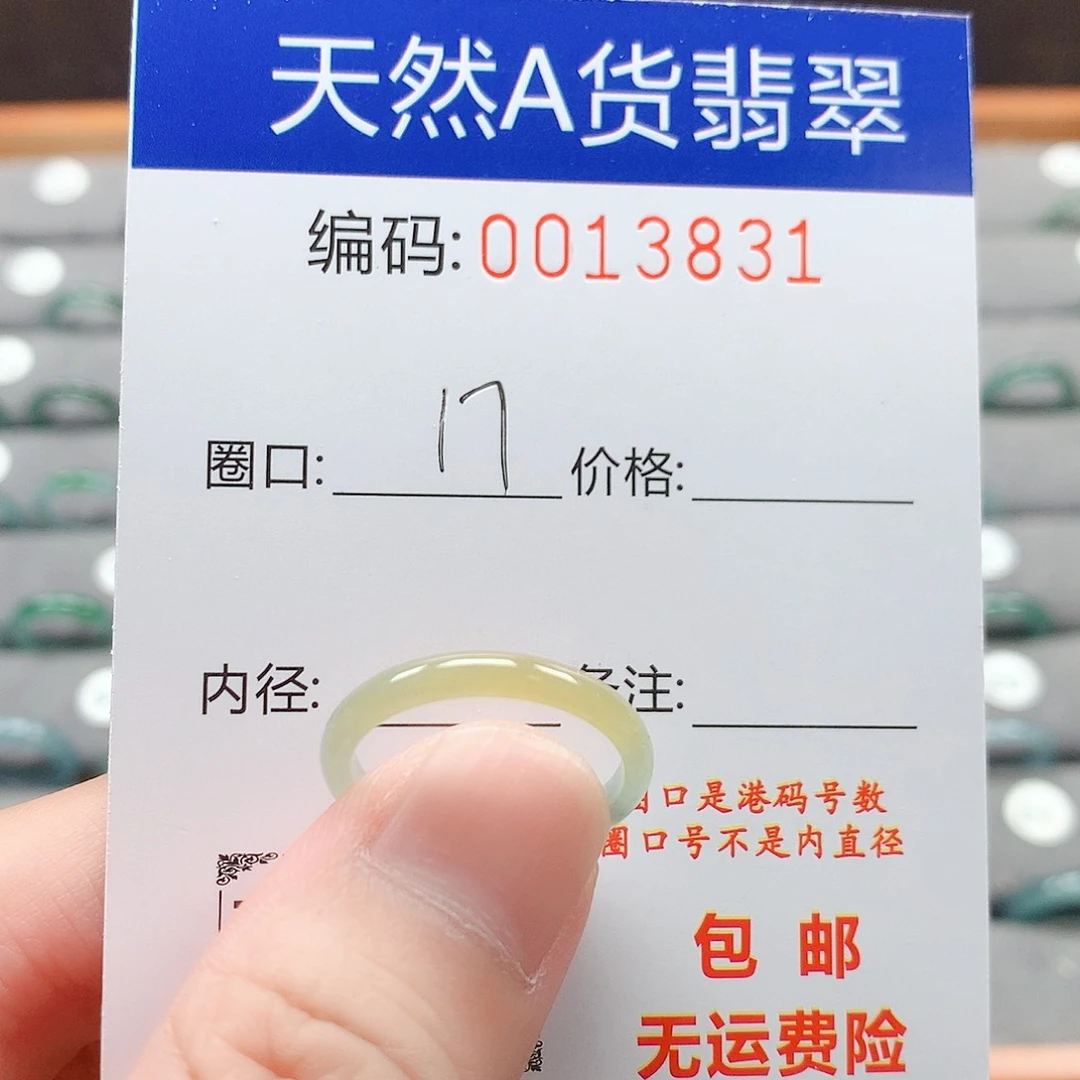 天然A货翡翠
编码:0013831
圈口: 17 价格:
内径: 备注:
口是港码号数
圈口号不是内直径
包邮
无运费险